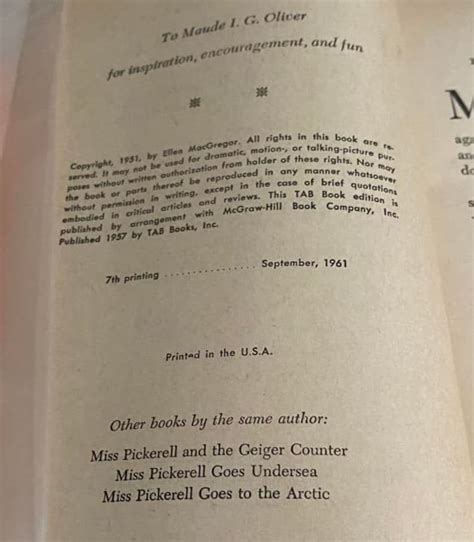 To Maude I. G. Oliver
for inspiration, encouragement, and fun
Copyright, 1951, by Ellen MacGregor. All rights in this book are re-
served. It may not be used for dramatic, motion-, or talking-picture pur-
poses without written authorization from holder of these rights. Nor may
the book or parts thereof be reproduced in any manner whatsoever
without permission in writing, except in the case of brief quotations
embodied in critical articles and reviews. This TAB Book edition is
published by arrangement with McGraw-Hill Book Company, Inc.
Published 1957 by TAB Books, Inc.
7th printing .............. September, 1961
Printed in the U.S.A.
Other books by the same author:
Miss Pickerell and the Geiger Counter
Miss Pickerell Goes Undersea
Miss Pickerell Goes to the Arctic
M
aga
an
do